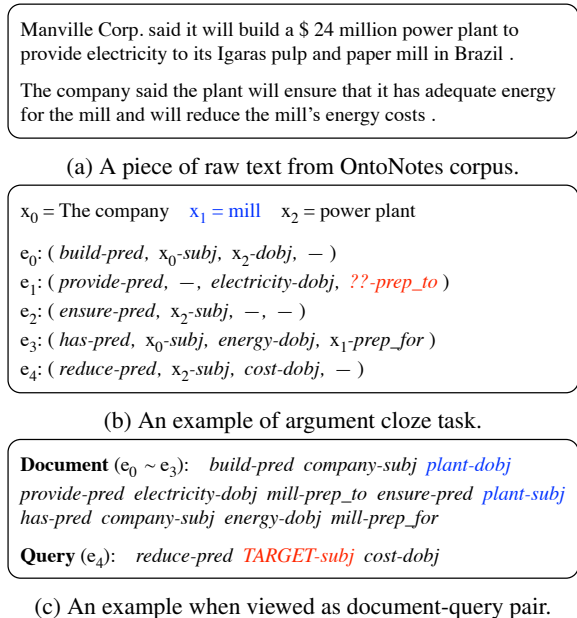 Manville Corp. said it will build a $ 24 million power plant to
provide electricity to its Igaras pulp and paper mill in Brazil .
The company said the plant will ensure that it has adequate energy
for the mill and will reduce the mill's energy costs .
(a) A piece of raw text from OntoNotes corpus.
x₀ = The company x₁ = mill x₂ = power plant
e₀: ( build-pred, x₀-subj, x₂-dobj, — )
e₁: ( provide-pred, —, electricity-dobj, ??-prep_to )
e₂: ( ensure-pred, x₂-subj, —, — )
e₃: ( has-pred, x₀-subj, energy-dobj, x₁-prep_for )
e₄: ( reduce-pred, x₂-subj, cost-dobj, — )
(b) An example of argument cloze task.
Document (e₀ ~ e₃): build-pred company-subj plant-dobj
provide-pred electricity-dobj mill-prep_to ensure-pred plant-subj
has-pred company-subj energy-dobj mill-prep_for
Query (e₄): reduce-pred TARGET-subj cost-dobj
(c) An example when viewed as document-query pair.